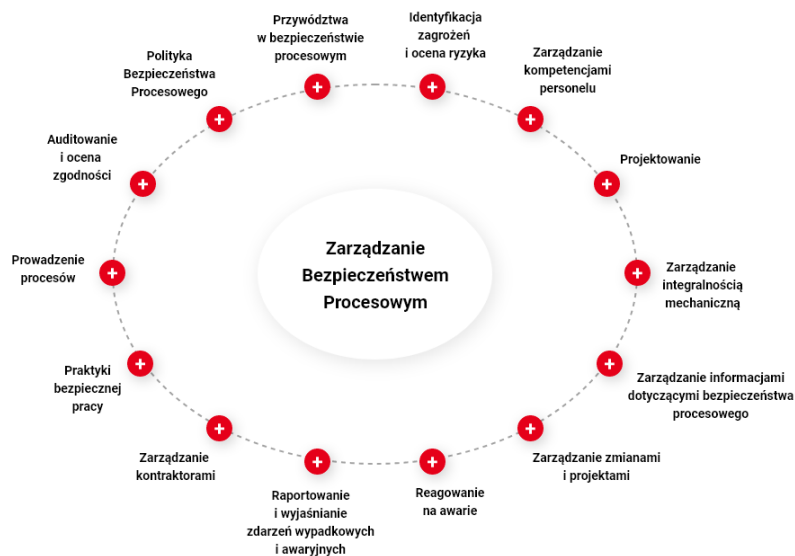 Przywództwa
w bezpieczeństwie
procesowym
Identyfikacja
zagrożeń
i ocena ryzyka
Zarządzanie
kompetencjami
personelu
Projektowanie
Zarządzanie
integralnością
mechaniczną
Zarządzanie informacjami
dotyczącymi bezpieczeństwa
procesowego
Zarządzanie zmianami
i projektami
Reagowanie
na awarie
Raportowanie
i wyjaśnianie
zdarzeń wypadkowych
i awaryjnych
Zarządzanie
kontraktorami
Praktyki
bezpiecznej
pracy
Prowadzenie
procesów
Auditowanie
i ocena
zgodności
Polityka
Bezpieczeństwa
Procesowego
Zarządzanie
Bezpieczeństwem
Procesowym